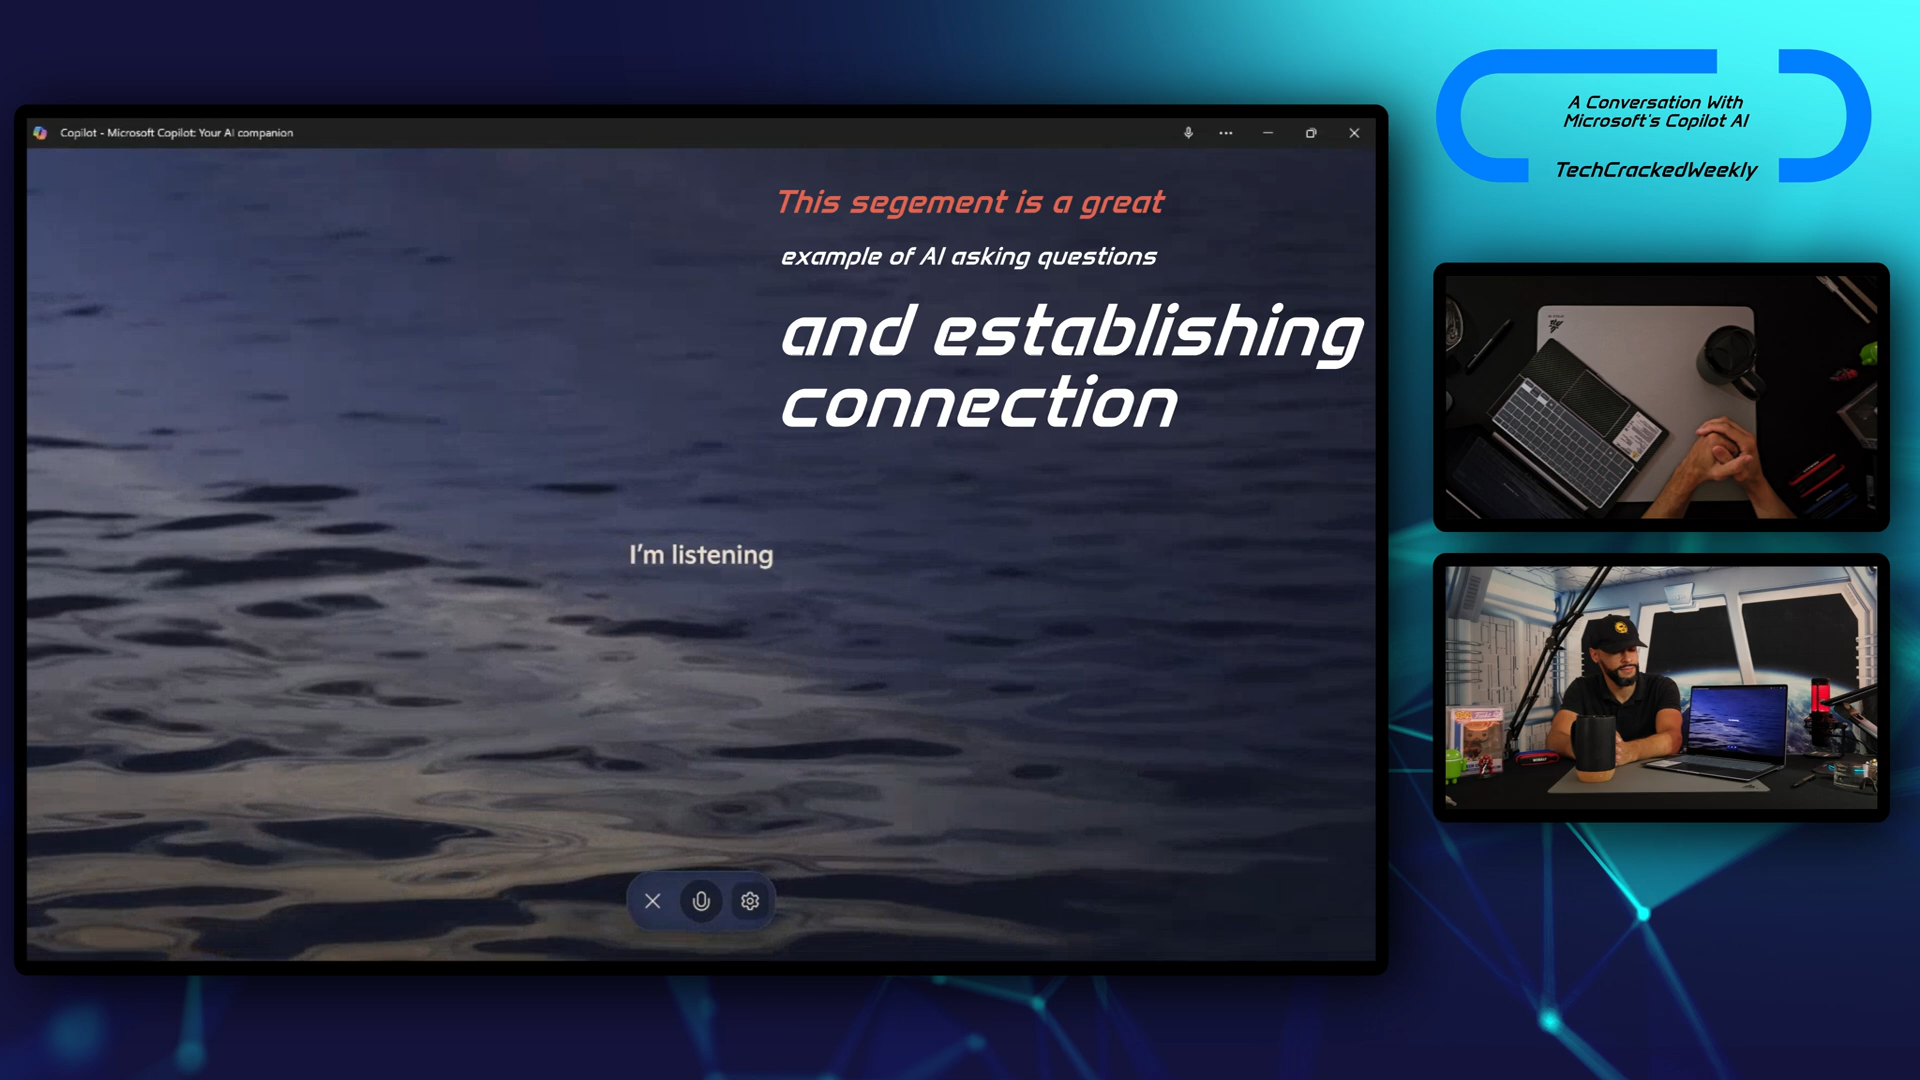 Copilot - Microsoft Copilot: Your AI companion
This segement is a great
example of AI asking questions
and establishing
connection
I'm listening
A Conversation With
Microsoft's Copilot AI
TechCrackedWeekly